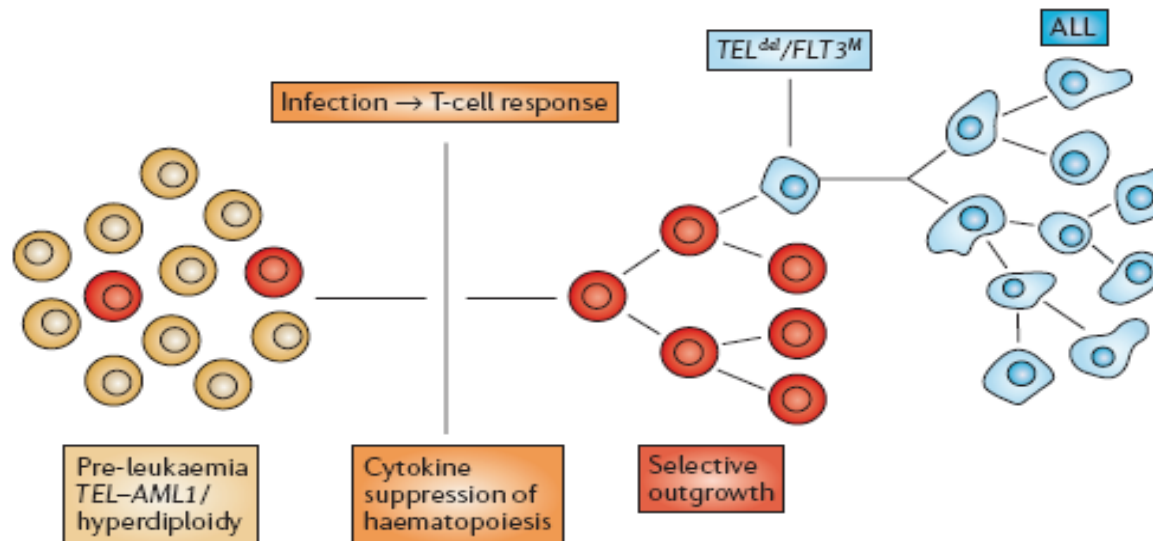 ALL
TEL^del/FLT3^M
Infection → T-cell response
Pre-leukaemia
TEL–AML1/
hyperdiploidy
Cytokine
suppression of
haematopoiesis
Selective
outgrowth